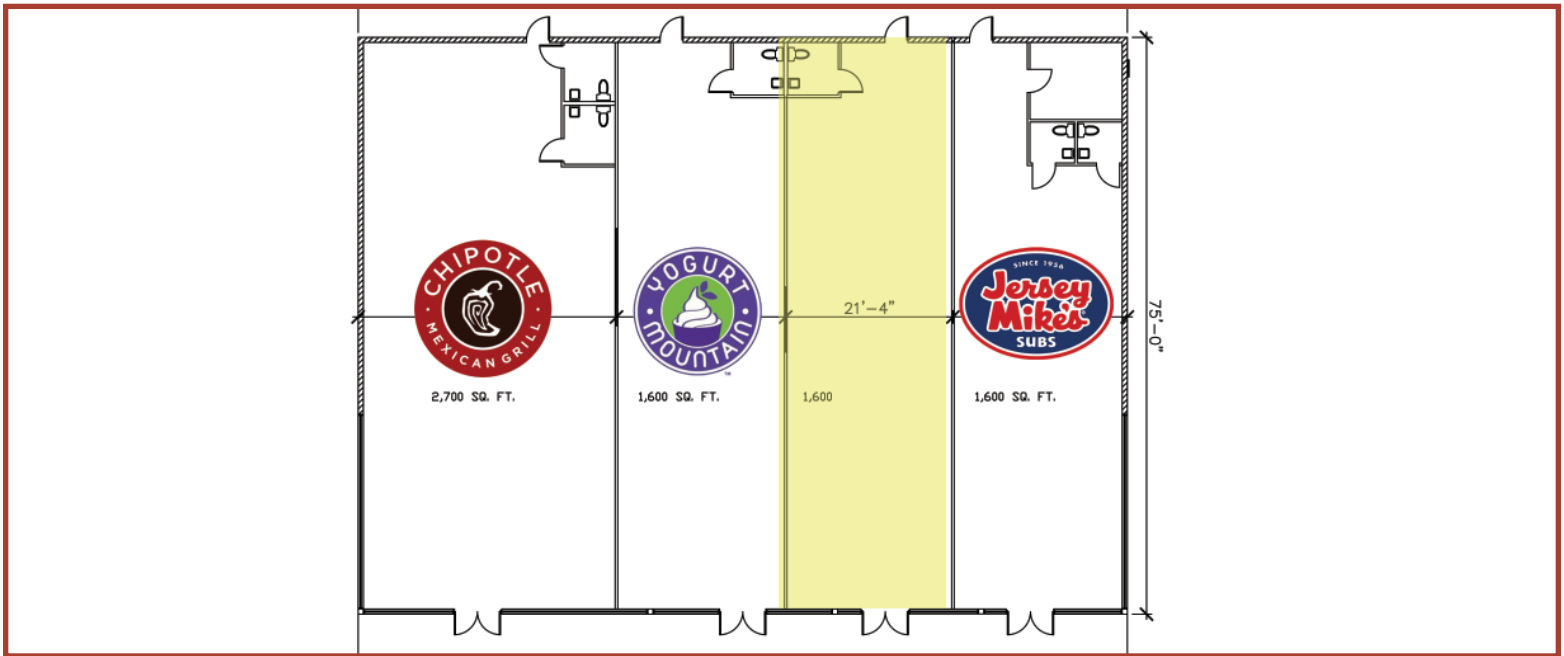 CHIPOTLE
MEXICAN GRILL
2,700 SQ. FT.
YOGURT
MOUNTAIN
TM
1,600 SQ. FT.
21'-4"
1,600
SINCE 1956
Jersey
Mike's
SUBS
1,600 SQ. FT.
75'-0"